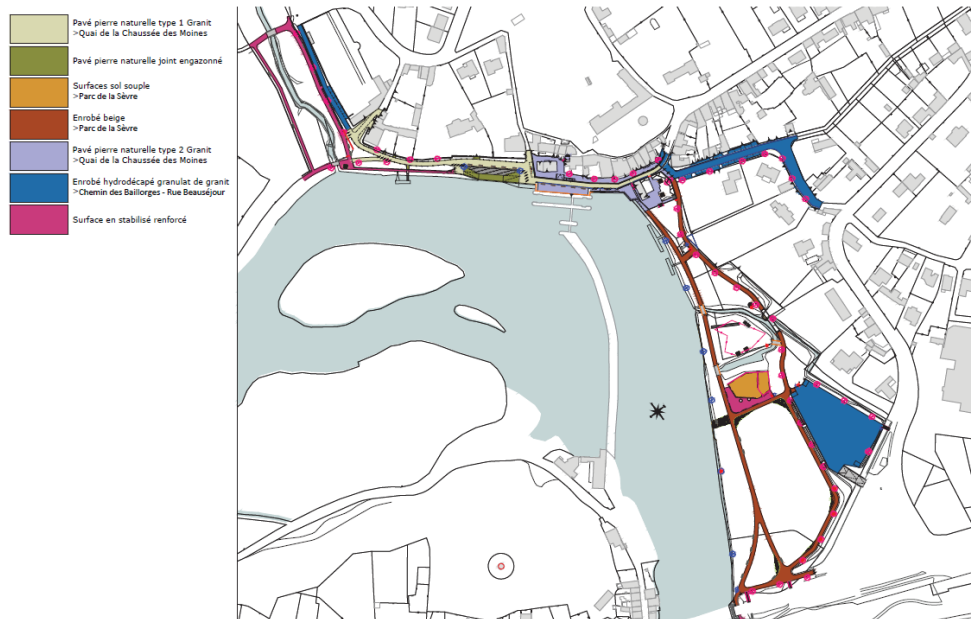 Pavé pierre naturelle type 1 Granit
>Quai de la Chaussée des Moines
Pavé pierre naturelle joint engazonné
Surfaces sol souple
>Parc de la Sèvre
Enrobé beige
>Parc de la Sèvre
Pavé pierre naturelle type 2 Granit
>Quai de la Chaussée des Moines
Enrobé hydrodécapé granulat de granit
>Chemin des Baillorges - Rue Beauséjour
Surface en stabilisé renforcé